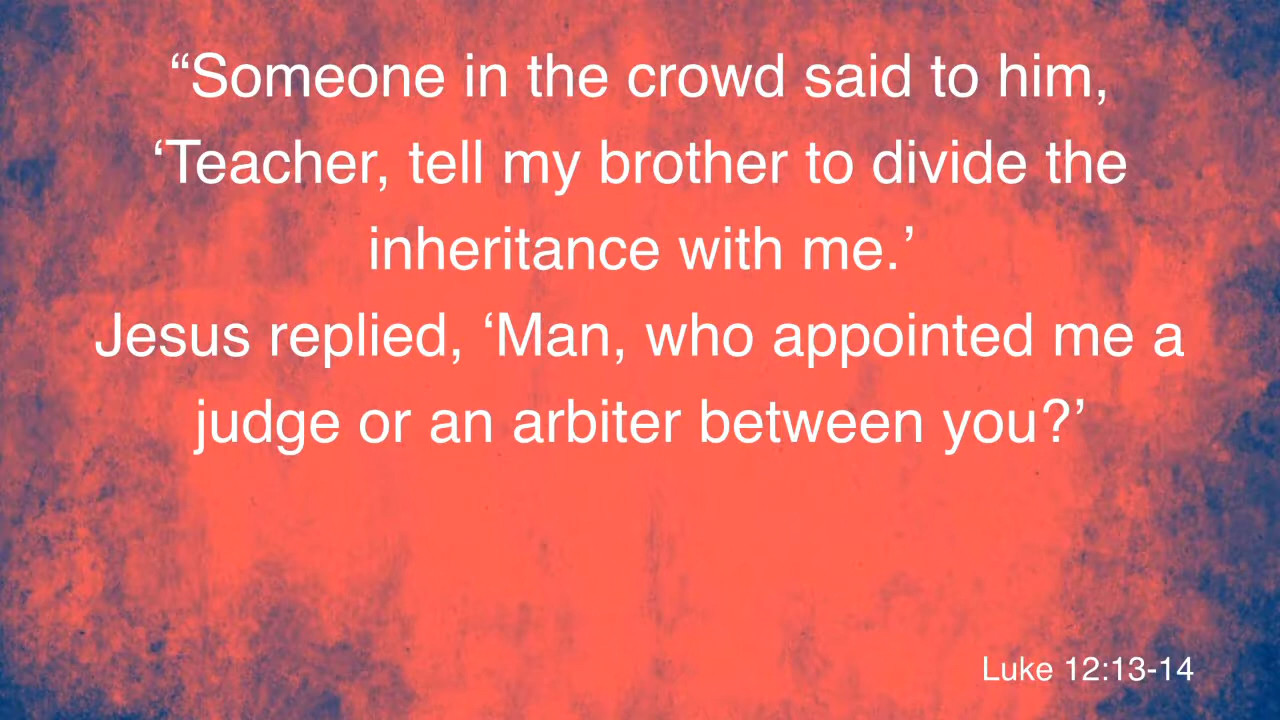 “Someone in the crowd said to him,
‘Teacher, tell my brother to divide the
inheritance with me.’
Jesus replied, ‘Man, who appointed me a
judge or an arbiter between you?’
Luke 12:13-14